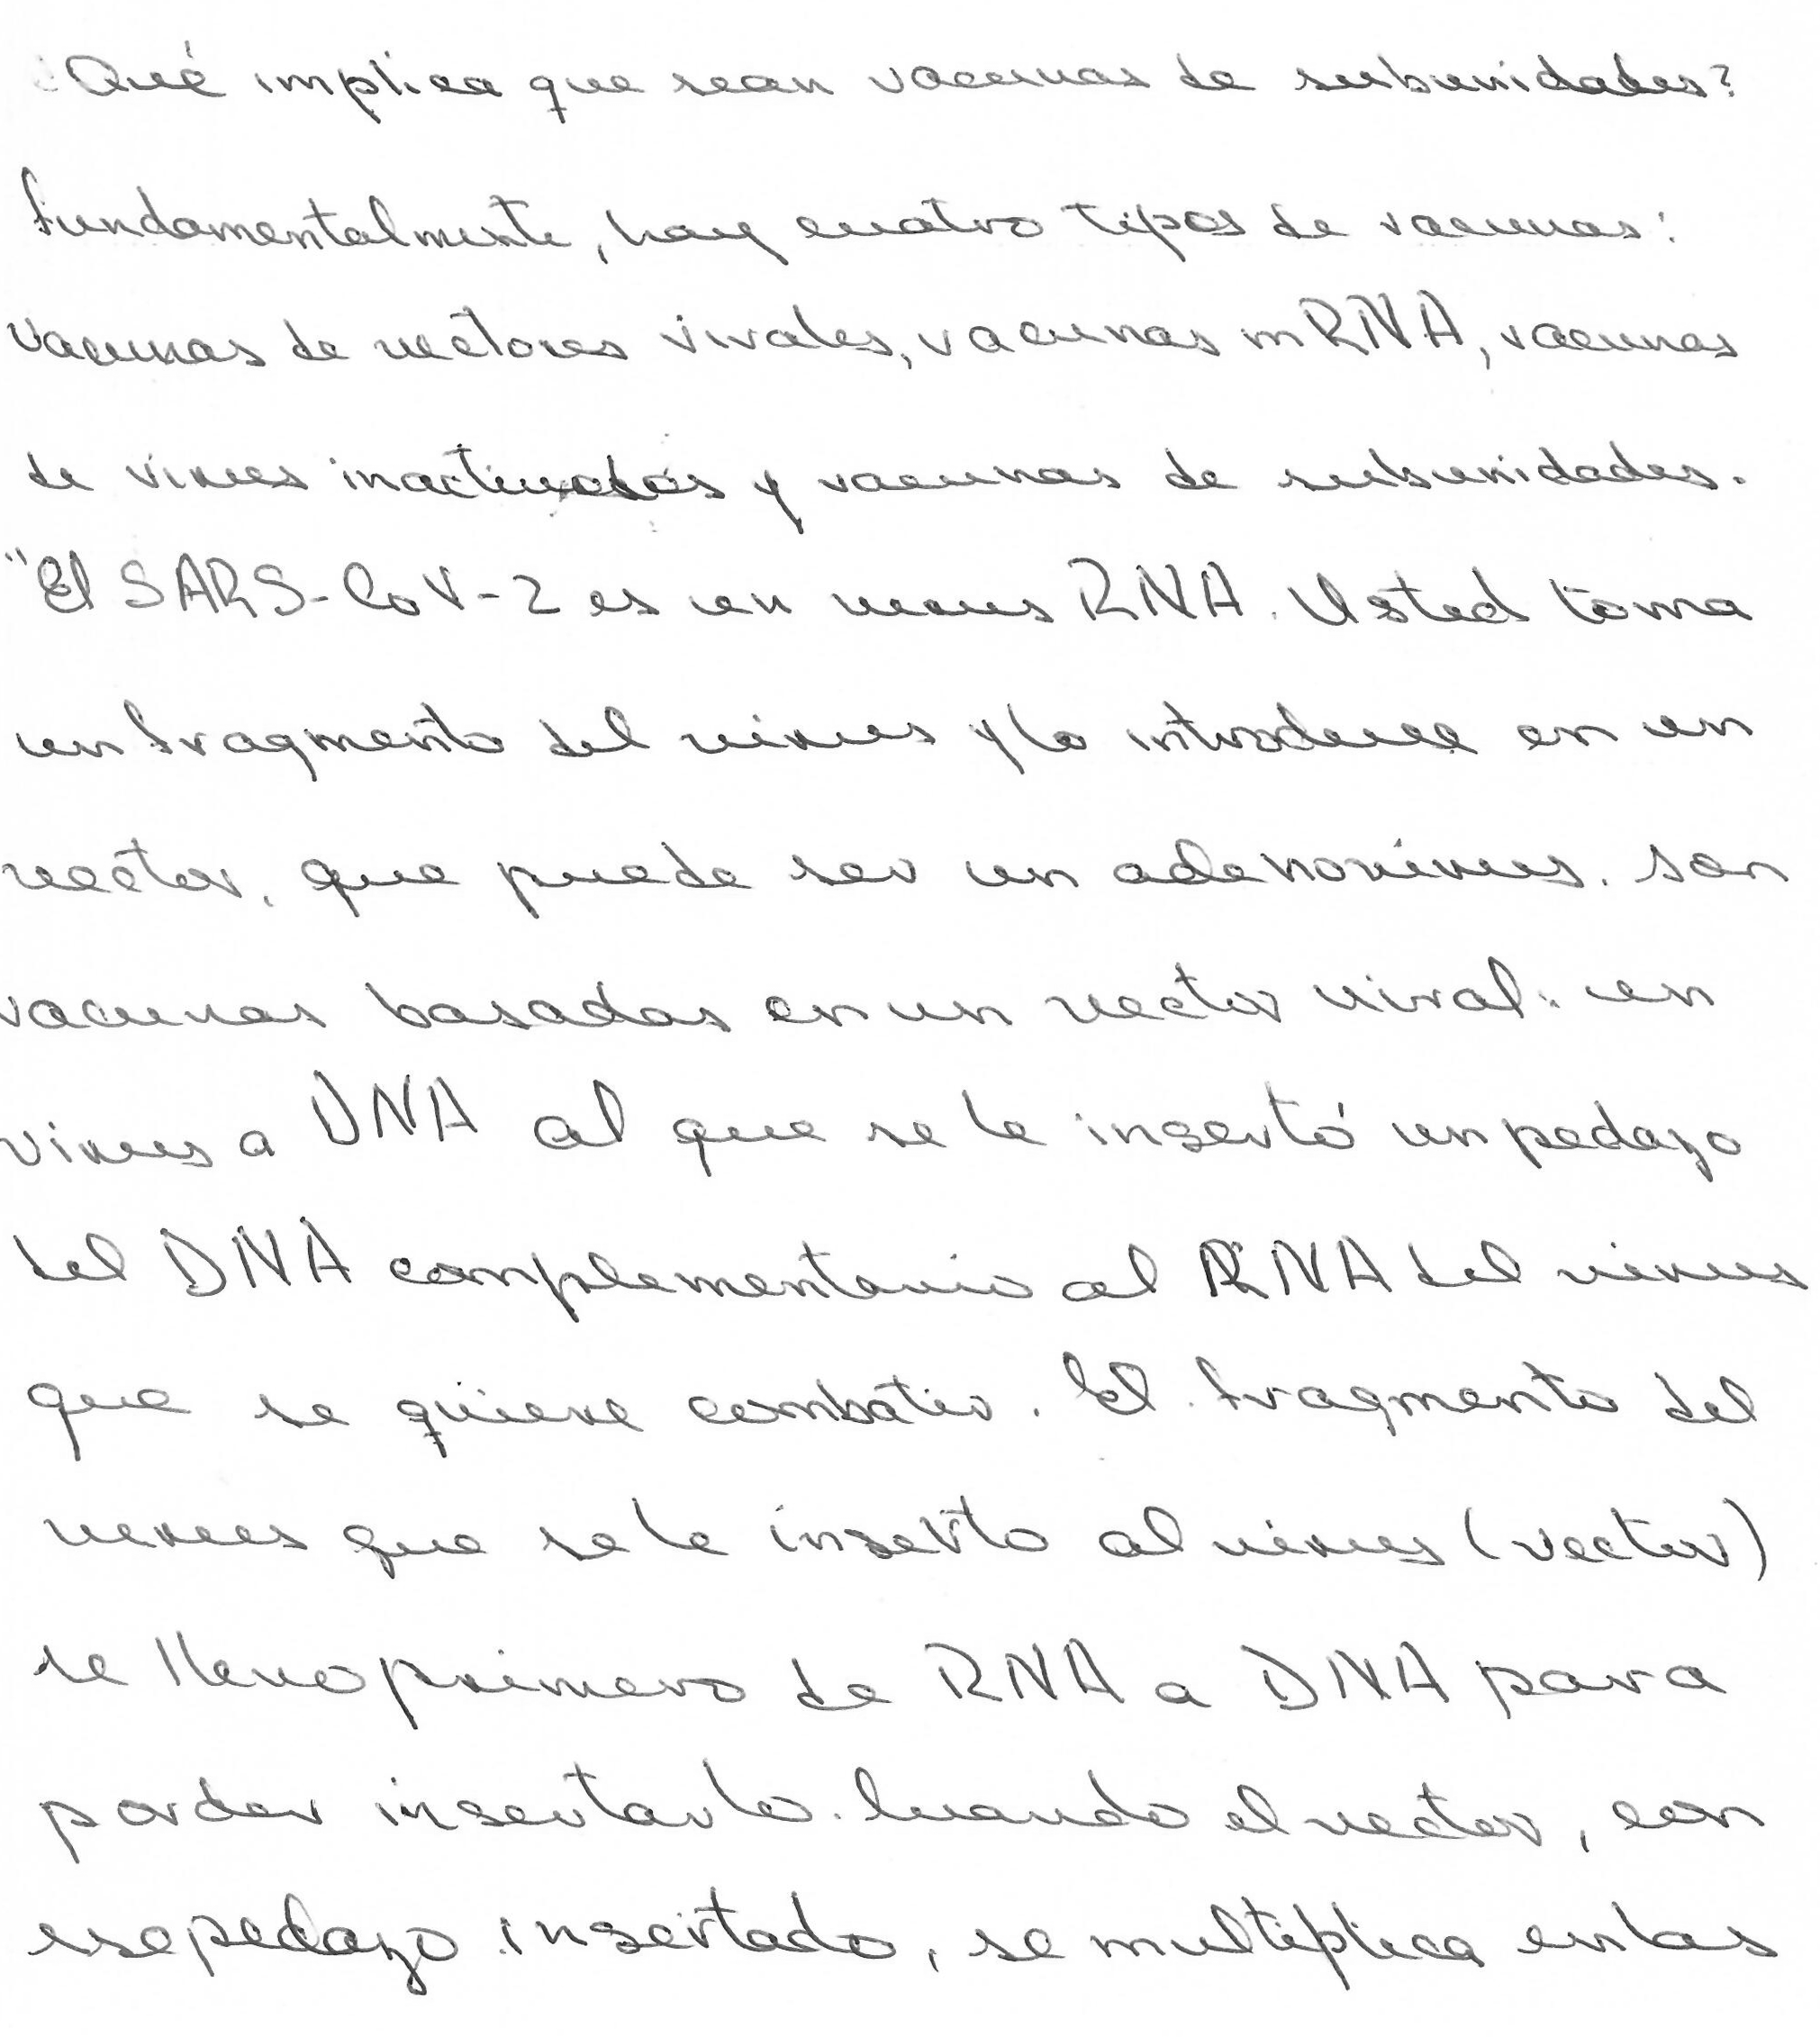 ¿Qué implica que sean vacunas de subunidades?
Fundamentalmente, hay cuatro tipos de vacunas:
vacunas de vectores virales, vacunas mRNA, vacunas
de virus inactivados y vacunas de subunidades.
"El SARS-CoV-2 es un virus RNA. Usted toma
un fragmento del virus y lo introduce en un
vector, que puede ser un adenovirus. Son
vacunas basadas en un vector viral: un
virus a DNA al que se le insertó un pedazo
del DNA complementario al RNA del virus
que se quiere combatir. El fragmento del
virus que se le inserto al virus (vector)
se llevo primero de RNA a DNA para
porder insertarlo. Cuando el vector, con
ese pedazo insertado, se multiplica en las